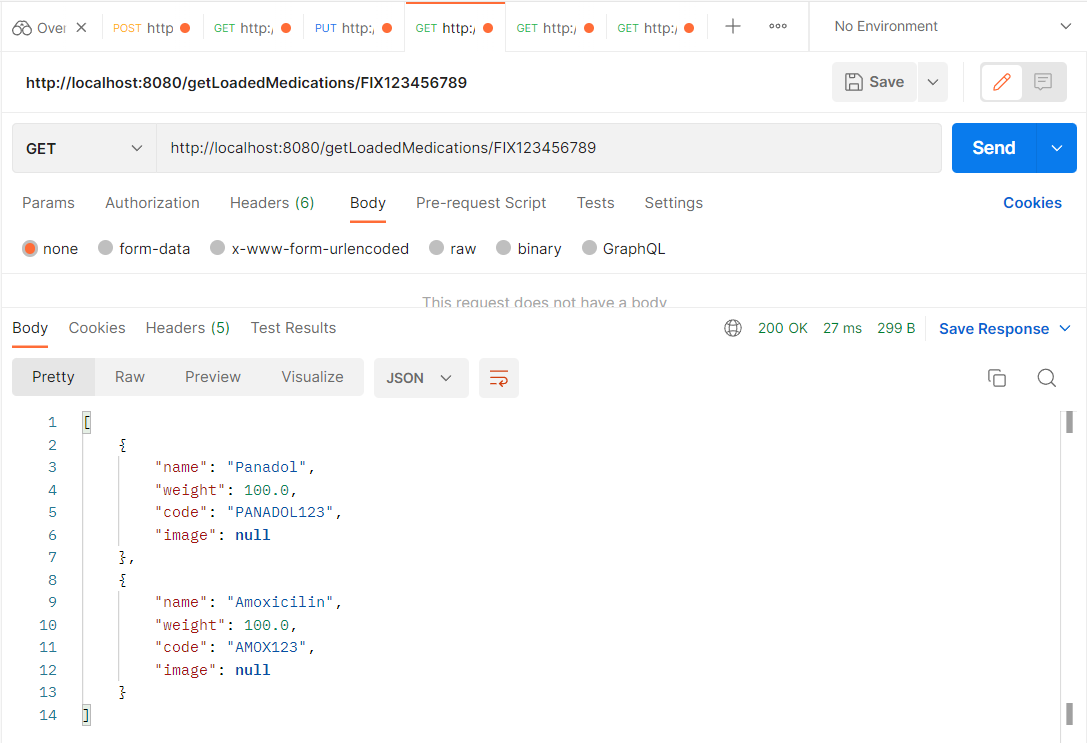 Over POST http GET http:/ PUT http:/ GET http:/ GET http:/ GET http:/ No Environment
http://localhost:8080/getLoadedMedications/FIX123456789 Save
GET http://localhost:8080/getLoadedMedications/FIX123456789 Send
Params Authorization Headers (6) Body Pre-request Script Tests Settings Cookies
none form-data x-www-form-urlencoded raw binary GraphQL
This request does not have a body
Body Cookies Headers (5) Test Results 200 OK 27 ms 299 B Save Response
Pretty Raw Preview Visualize JSON
1 [
2 {
3 "name": "Panadol",
4 "weight": 100.0,
5 "code": "PANADOL123",
6 "image": null
7 },
8 {
9 "name": "Amoxicilin",
10 "weight": 100.0,
11 "code": "AMOX123",
12 "image": null
13 }
14 ]